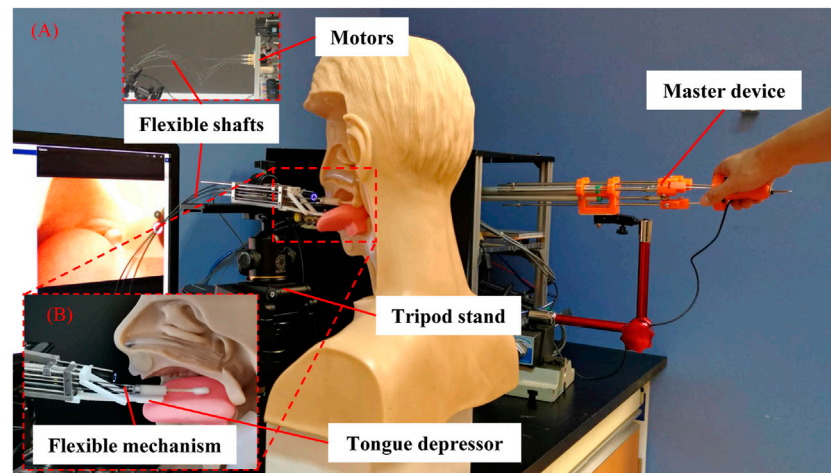 (A)
Motors
Flexible shafts
Master device
Tripod stand
(B)
Flexible mechanism
Tongue depressor